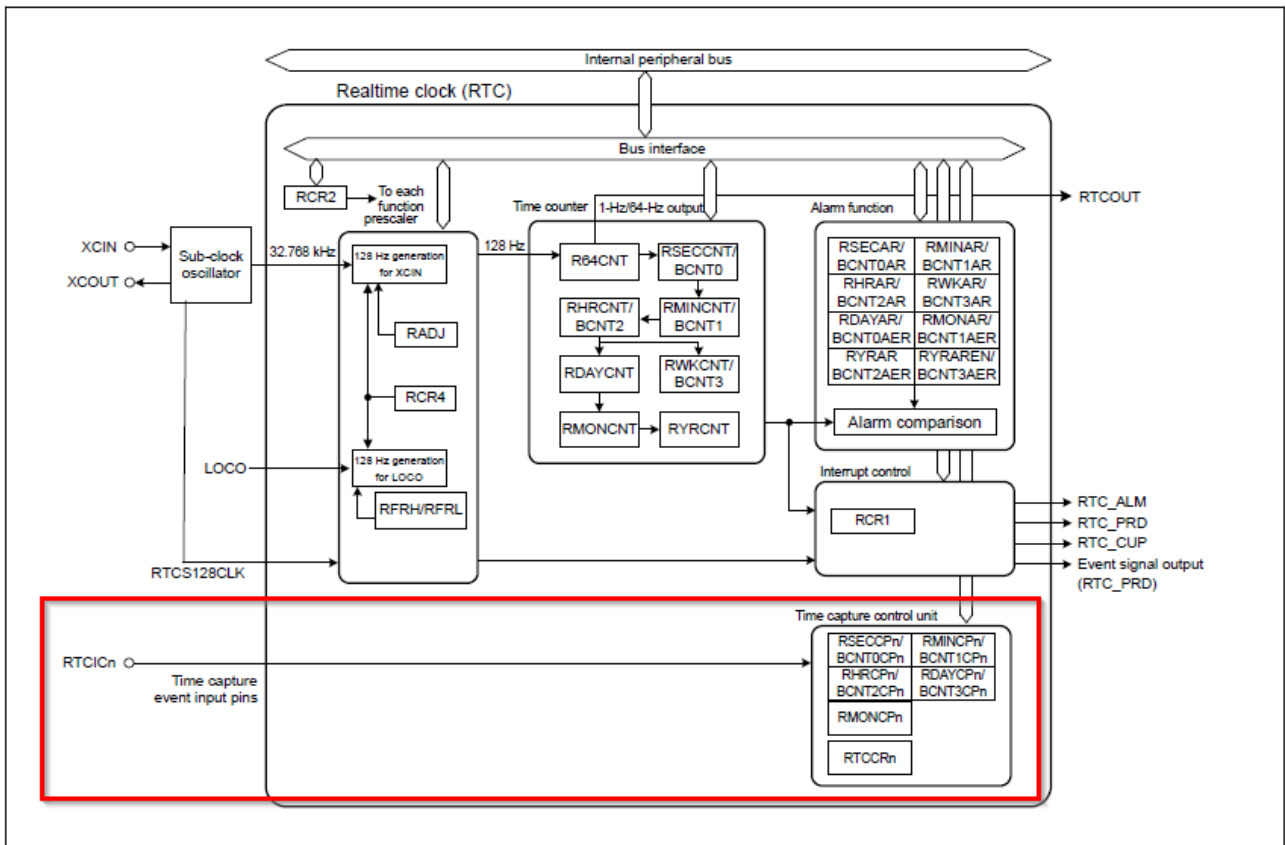 Internal peripheral bus
Realtime clock (RTC)
Bus interface
RCR2
To each
function
prescaler
Time counter
1-Hz/64-Hz output
Alarm function
RTCOUT
XCIN
XCOUT
Sub-clock
oscillator
32.768 kHz
128 Hz generation
for XCIN
128 Hz
R64CNT
RSECCNT/
BCNT0
RHRCNT/
BCNT2
RMINCNT/
BCNT1
RDAYCNT
RWKCNT/
BCNT3
RMONCNT
RYRCNT
RADJ
RCR4
LOCO
128 Hz generation
for LOCO
RFRH/RFRL
RTCS128CLK
RSECAR/
BCNT0AR
RMINAR/
BCNT1AR
RHRAR/
BCNT2AR
RWKAR/
BCNT3AR
RDAYAR/
BCNT0AER
RMONAR/
BCNT1AER
RYRAR
BCNT2AER
RYRAREN/
BCNT3AER
Alarm comparison
Interrupt control
RCR1
RTC_ALM
RTC_PRD
RTC_CUP
Event signal output
(RTC_PRD)
Time capture control unit
RTCICn
Time capture
event input pins
RSECCPn/
BCNT0CPn
RMINCPn/
BCNT1CPn
RHRCPn/
BCNT2CPn
RDAYCPn/
BCNT3CPn
RMONCPn
RTCCRn